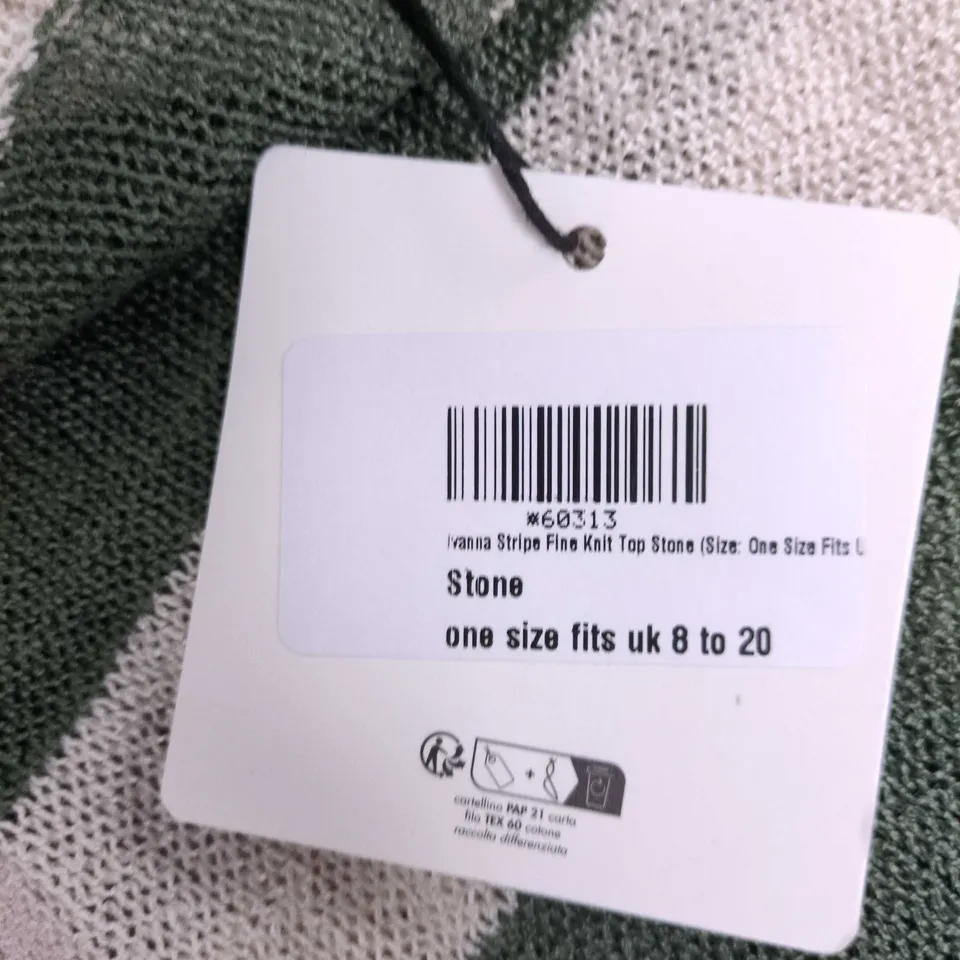 *60313
Ivanna Stripe Fine Knit Top Stone (Size: One Size Fits U
Stone
one size fits uk 8 to 20
cartellino PAP 21 carta
filo TEX 60 cotone
raccolta differenziata